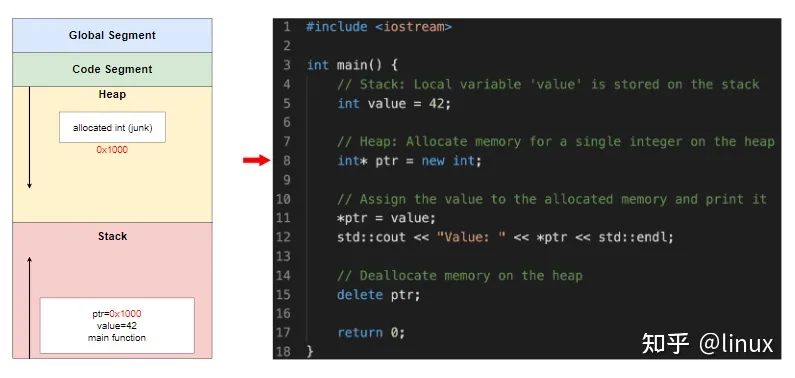 Global Segment
Code Segment
Heap
allocated int (junk)
0x1000
Stack
ptr=0x1000
value=42
main function
1 #include <iostream>
2
3 int main() {
4 // Stack: Local variable 'value' is stored on the stack
5 int value = 42;
6
7 // Heap: Allocate memory for a single integer on the heap
8 int* ptr = new int;
9
10 // Assign the value to the allocated memory and print it
11 *ptr = value;
12 std::cout << "Value: " << *ptr << std::endl;
13
14 // Deallocate memory on the heap
15 delete ptr;
16
17 return 0;
18 }
知乎 @linux